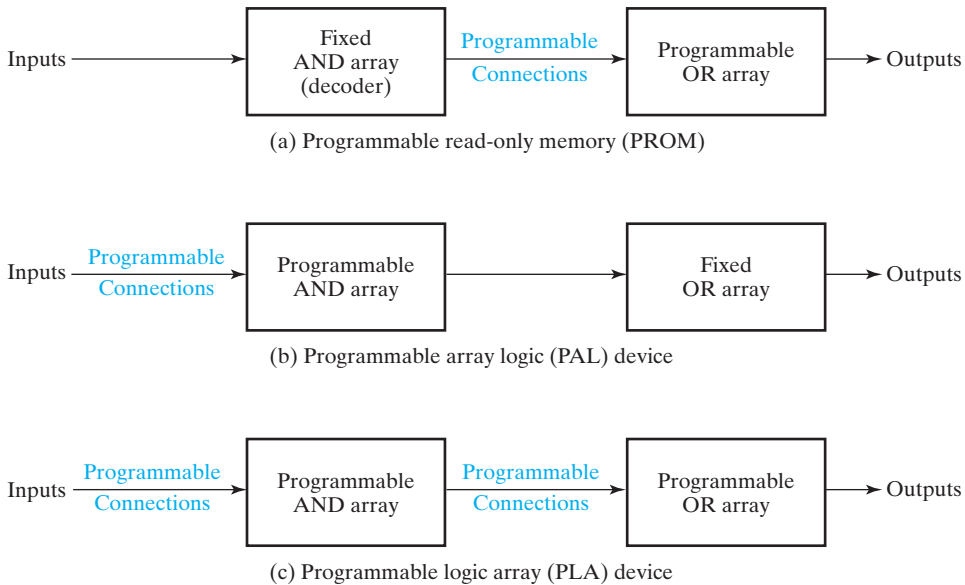 Inputs
Fixed
AND array
(decoder)
Programmable
Connections
Programmable
OR array
Outputs
(a) Programmable read-only memory (PROM)
Inputs
Programmable
Connections
Programmable
AND array
Fixed
OR array
Outputs
(b) Programmable array logic (PAL) device
Inputs
Programmable
Connections
Programmable
AND array
Programmable
Connections
Programmable
OR array
Outputs
(c) Programmable logic array (PLA) device